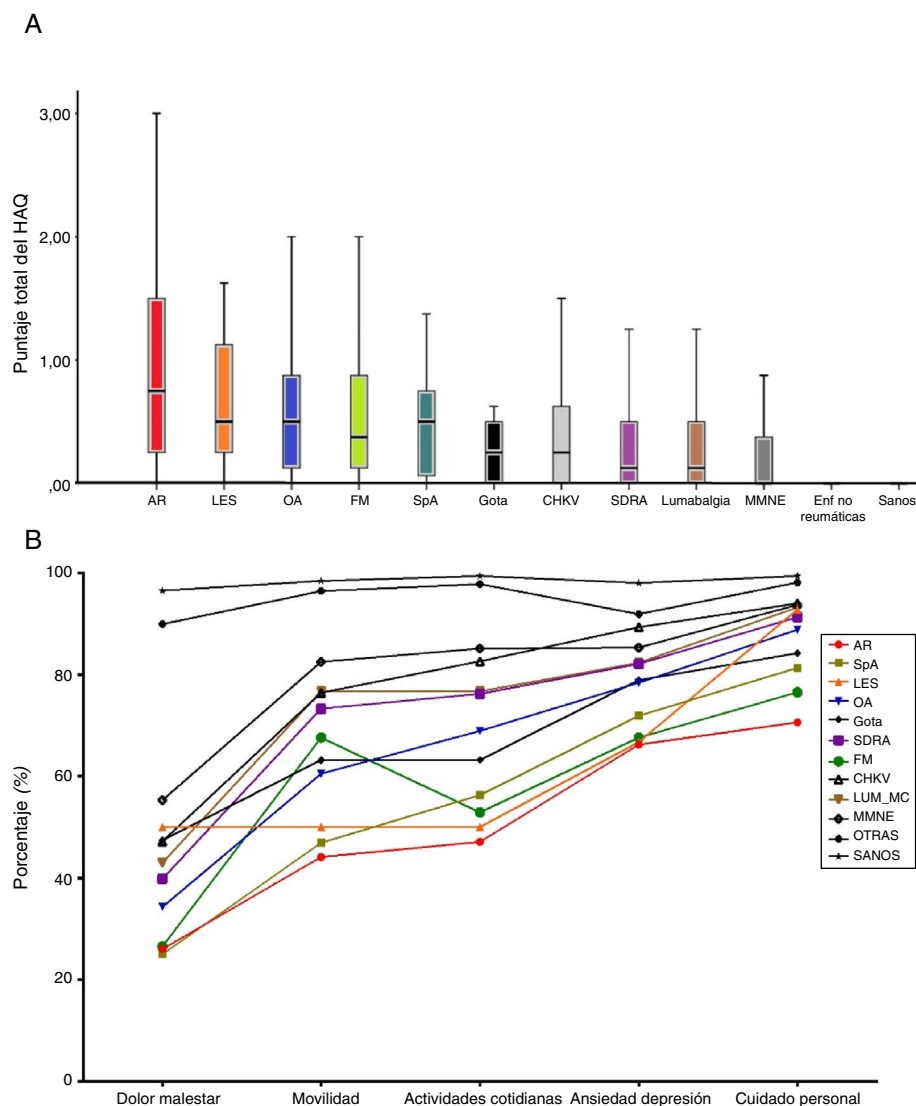 A
Puntaje total del HAQ
3,00
2,00
1,00
,00
AR
LES
OA
FM
SpA
Gota
CHKV
SDRA
Lumabalgia
MMNE
Enf no
reumáticas
Sanos
B
Porcentaje (%)
100
80
60
40
20
0
Dolor malestar
Movilidad
Actividades cotidianas
Ansiedad depresión
Cuidado personal
AR
SpA
LES
OA
Gota
SDRA
FM
CHKV
LUM_MC
MMNE
OTRAS
SANOS